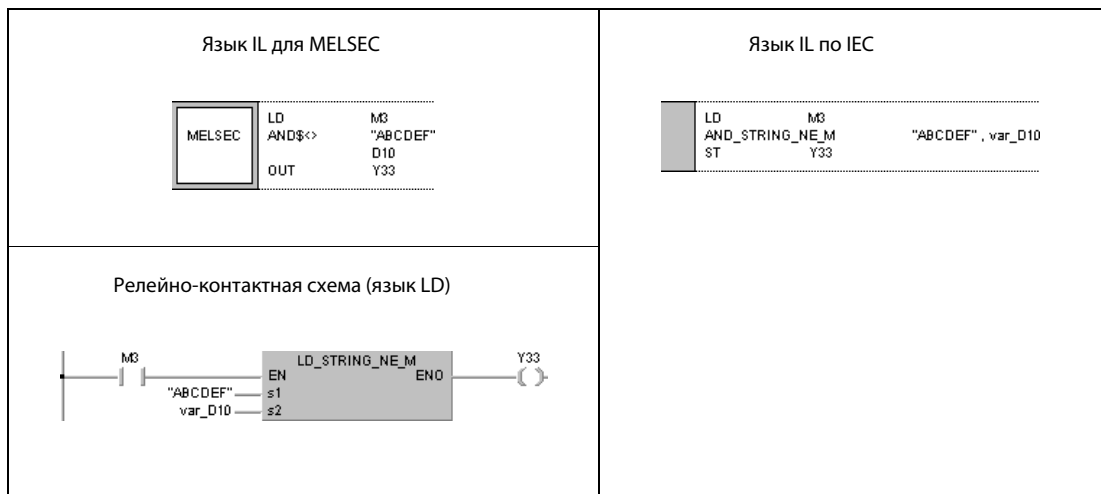 Язык IL для MELSEC
MELSEC
LD M3
AND$<> "ABCDEF"
D10
OUT Y33
Язык IL по IEC
LD M3
AND_STRING_NE_M "ABCDEF" , var_D10
ST Y33
Релейно-контактная схема (язык LD)
M3
LD_STRING_NE_M
Y33
EN ENO
"ABCDEF" s1
var_D10 s2